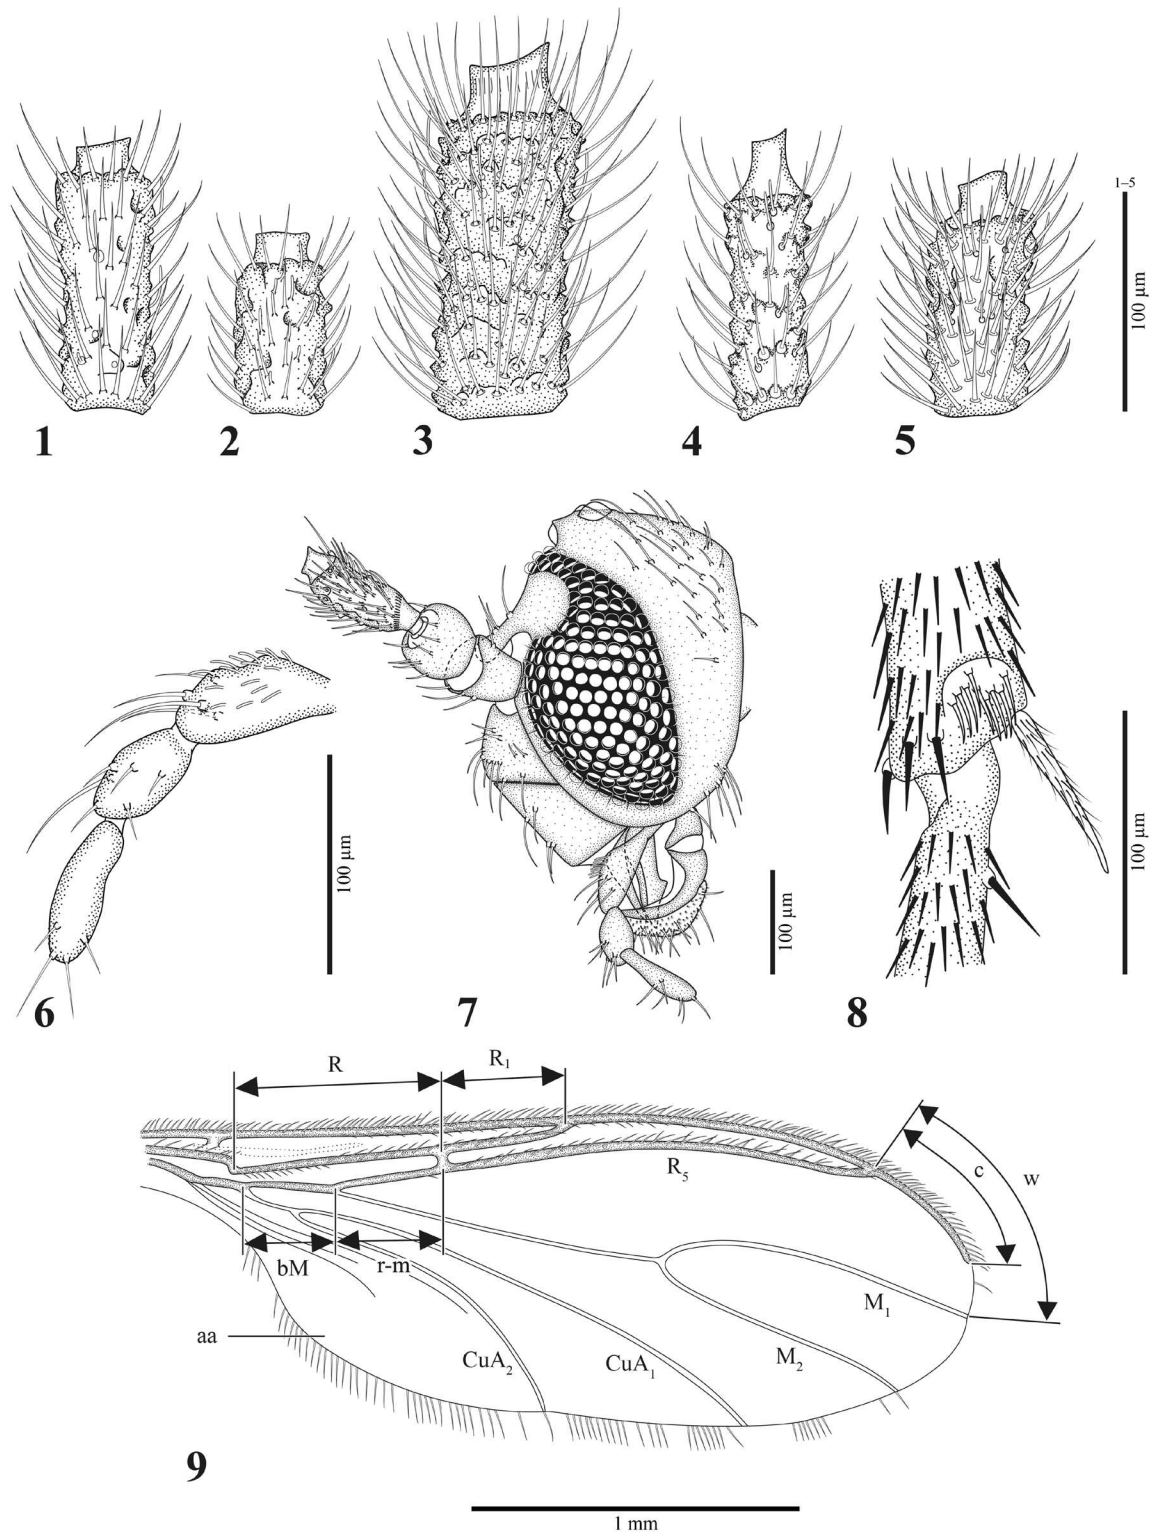 1–5
100 μm
1 2 3 4 5
100 μm
100 μm
100 μm
6 7 8
R R₁
R₅
c w
bM r-m
M₁
aa
CuA₂ CuA₁ M₂
9
1 mm